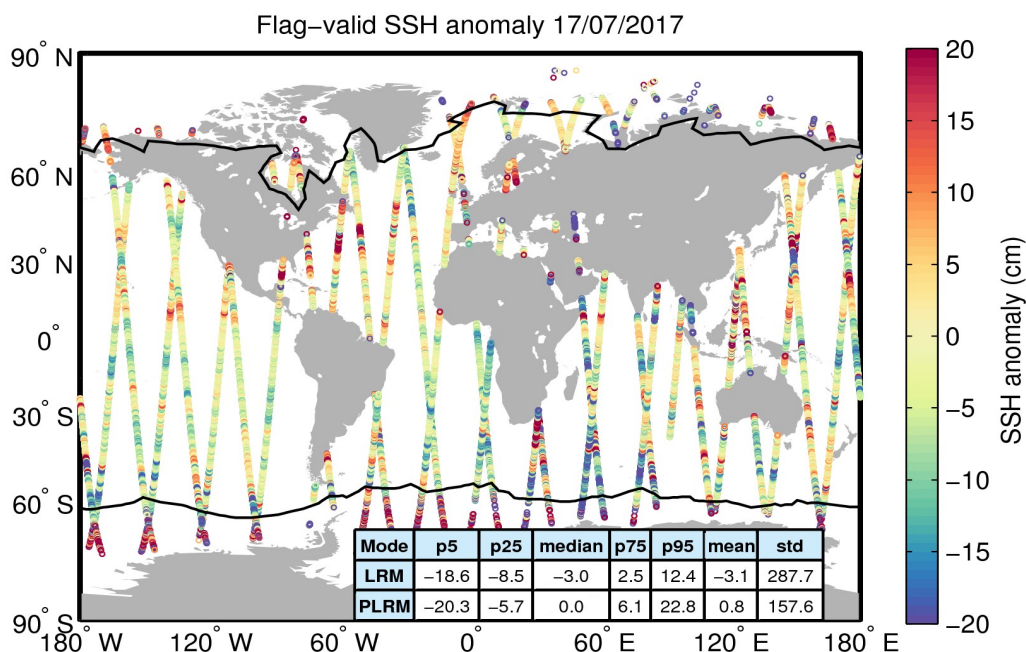 Flag−valid SSH anomaly 17/07/2017
90° N
60° N
30° N
0°
30° S
60° S
90° S
180° W
120° W
60° W
0°
60° E
120° E
180° E
Mode p5 p25 median p75 p95 mean std
LRM −18.6 −8.5 −3.0 2.5 12.4 −3.1 287.7
PLRM −20.3 −5.7 0.0 6.1 22.8 0.8 157.6
20
15
10
5
0
−5
−10
−15
−20
SSH anomaly (cm)